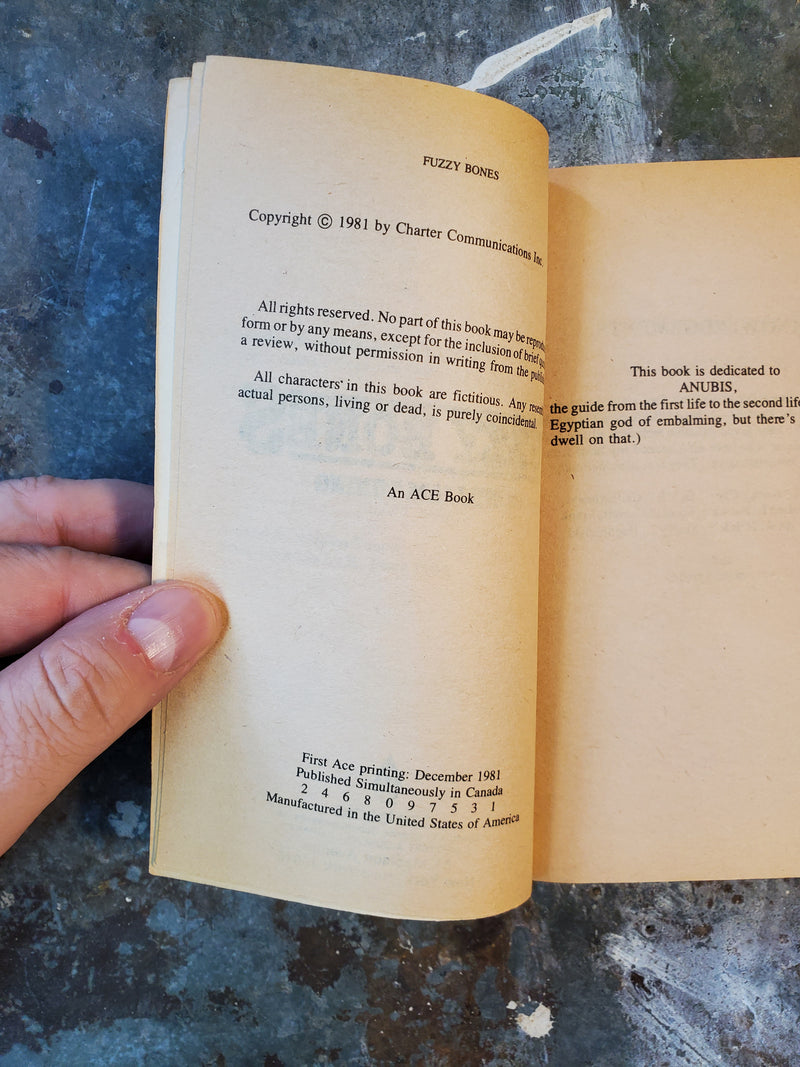 FUZZY BONES
Copyright © 1981 by Charter Communications Inc.
All rights reserved. No part of this book may be
form or by any means, except for the inclusion of brief
a review, without permission in writing from the
All characters in this book are fictitious. Any
actual persons, living or dead, is purely coincidental.
An ACE Book
First Ace printing: December 1981
Published Simultaneously in Canada
2 4 6 8 0 9 7 5 3 1
Manufactured in the United States of America
This book is dedicated to
ANUBIS,
the guide from the first life to the second life
Egyptian god of embalming, but there's
dwell on that.)